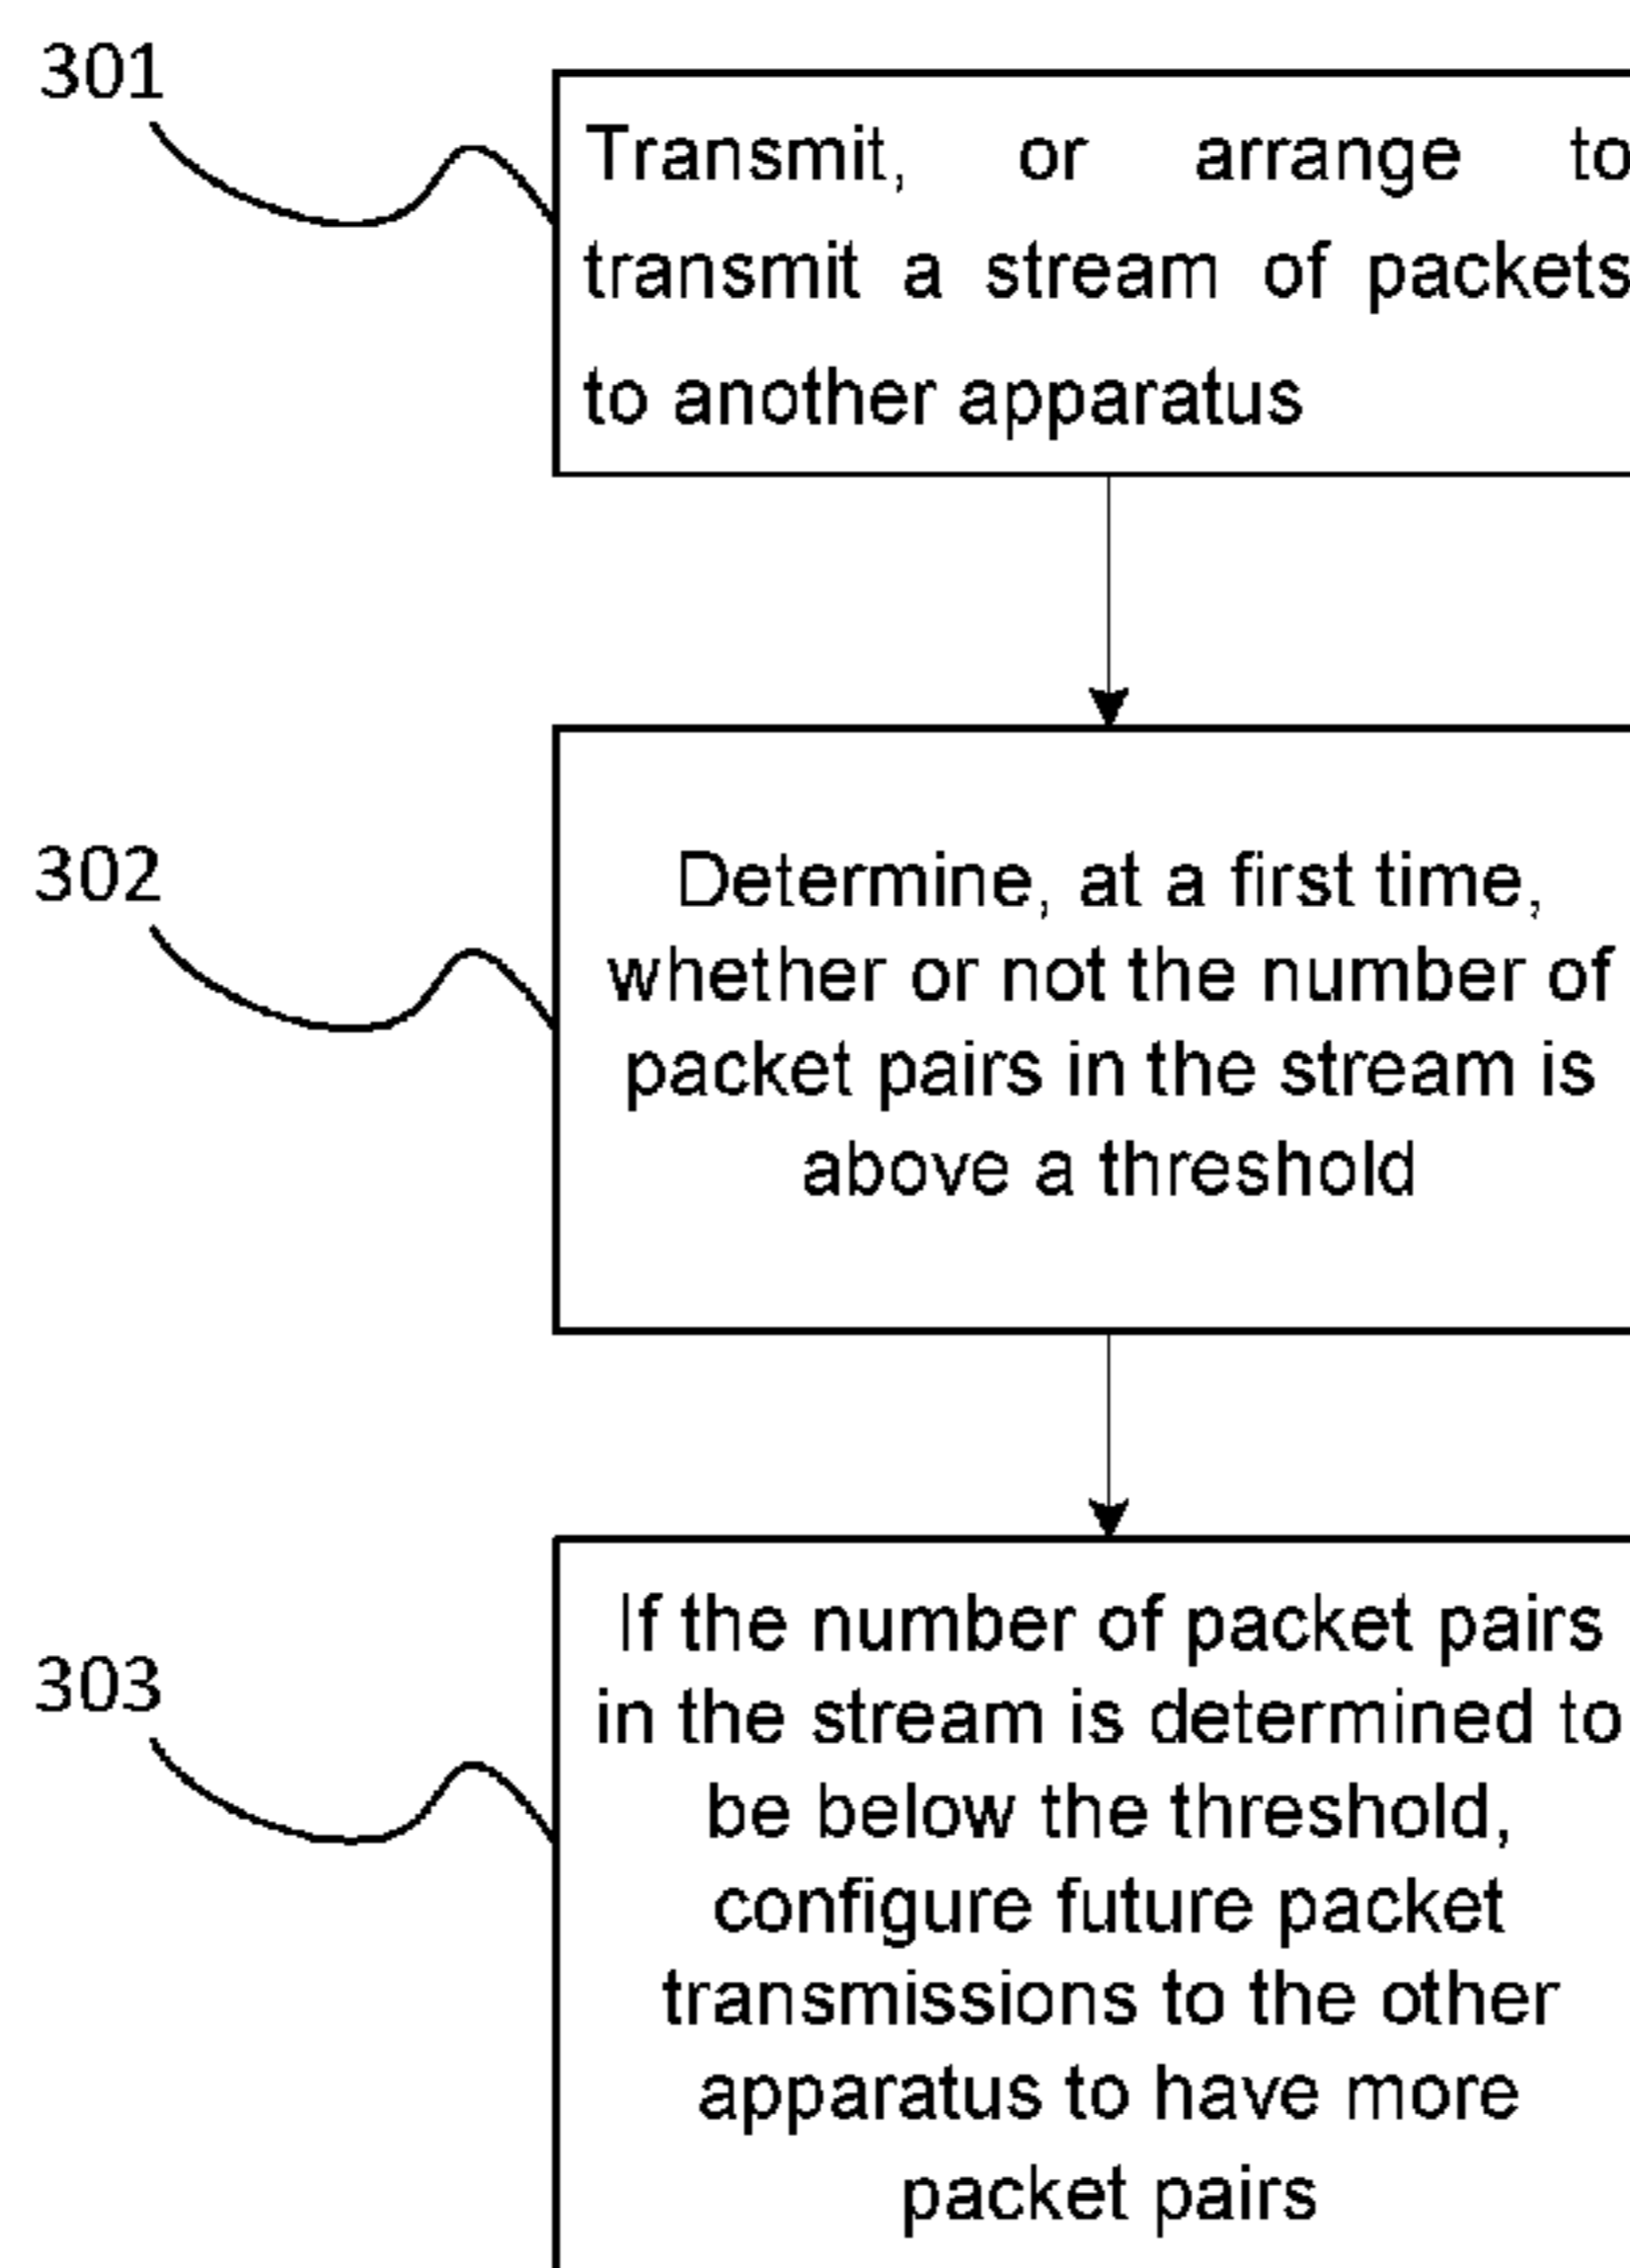 301
Transmit, or arrange to
transmit a stream of packets
to another apparatus
302
Determine, at a first time,
whether or not the number of
packet pairs in the stream is
above a threshold
303
If the number of packet pairs
in the stream is determined to
be below the threshold,
configure future packet
transmissions to the other
apparatus to have more
packet pairs